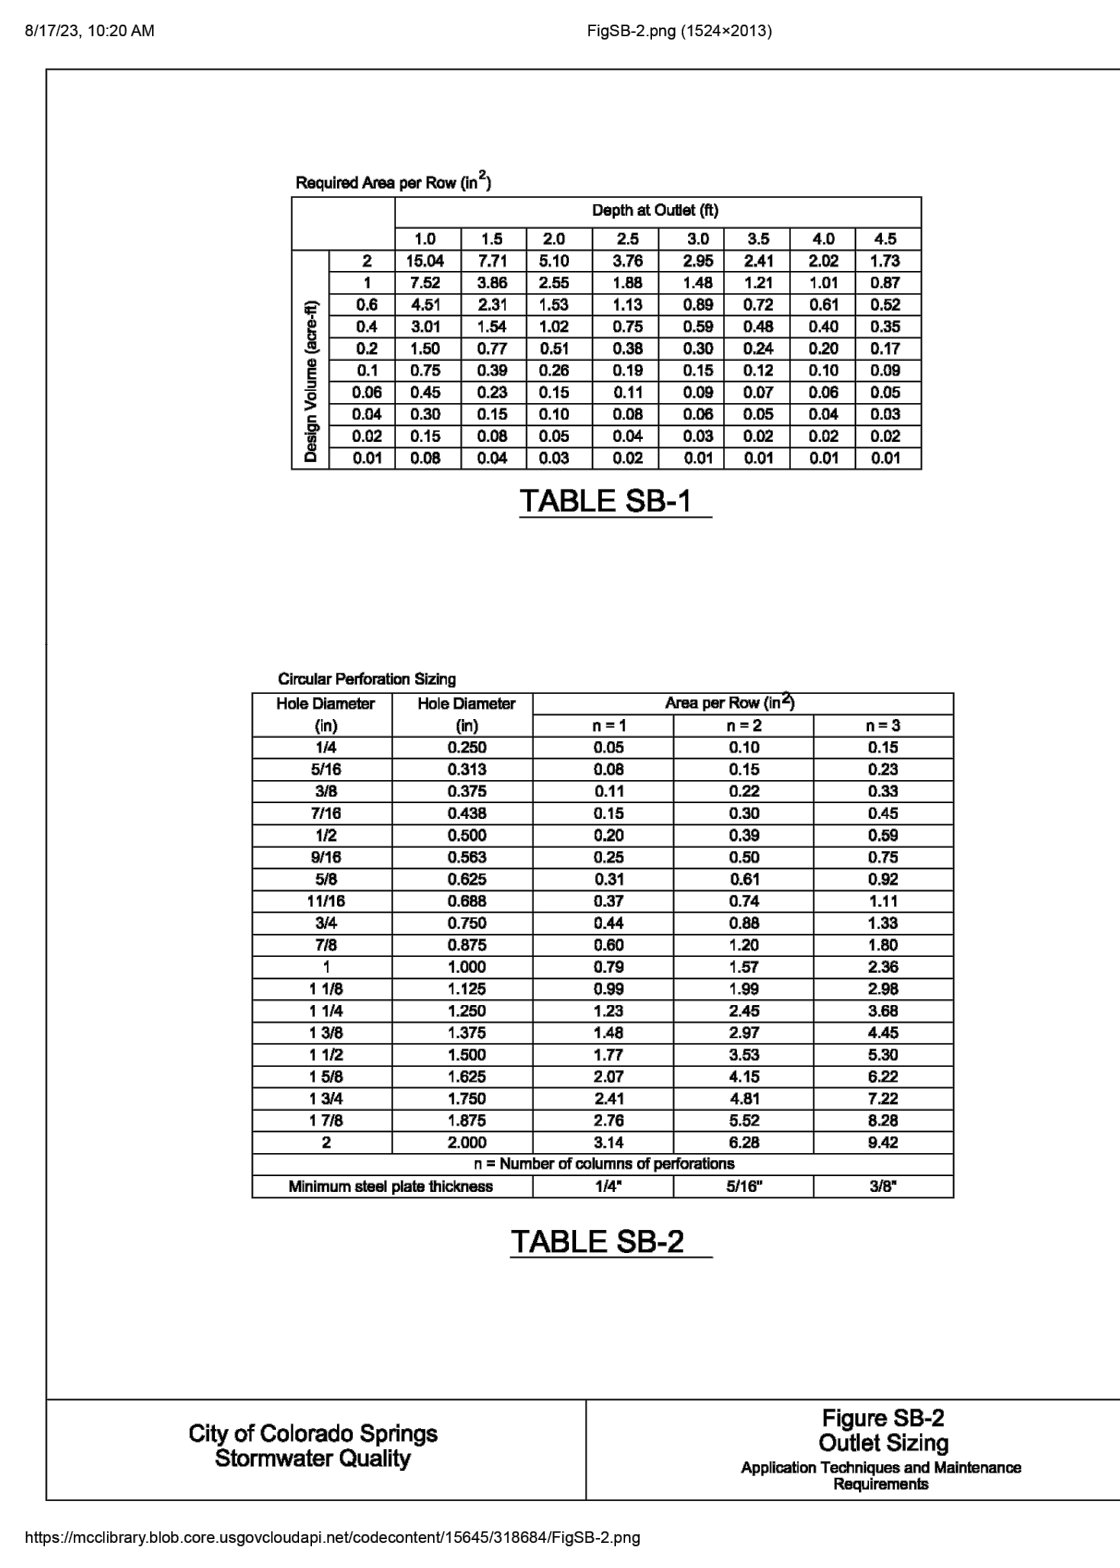 8/17/23, 10:20 AM FigSB-2.png (1524×2013)
Required Area per Row (in²)
Depth at Outlet (ft)
1.0 1.5 2.0 2.5 3.0 3.5 4.0 4.5
Design Volume (acre-ft)
2 15.04 7.71 5.10 3.76 2.95 2.41 2.02 1.73
1 7.52 3.86 2.55 1.88 1.48 1.21 1.01 0.87
0.6 4.51 2.31 1.53 1.13 0.89 0.72 0.61 0.52
0.4 3.01 1.54 1.02 0.75 0.59 0.48 0.40 0.35
0.2 1.50 0.77 0.51 0.38 0.30 0.24 0.20 0.17
0.1 0.75 0.39 0.26 0.19 0.15 0.12 0.10 0.09
0.06 0.45 0.23 0.15 0.11 0.09 0.07 0.06 0.05
0.04 0.30 0.15 0.10 0.08 0.06 0.05 0.04 0.03
0.02 0.15 0.08 0.05 0.04 0.03 0.02 0.02 0.02
0.01 0.08 0.04 0.03 0.02 0.01 0.01 0.01 0.01
TABLE SB-1
Circular Perforation Sizing
Hole Diameter Hole Diameter Area per Row (in²)
(in) (in) n = 1 n = 2 n = 3
1/4 0.250 0.05 0.10 0.15
5/16 0.313 0.08 0.15 0.23
3/8 0.375 0.11 0.22 0.33
7/16 0.438 0.15 0.30 0.45
1/2 0.500 0.20 0.39 0.59
9/16 0.563 0.25 0.50 0.75
5/8 0.625 0.31 0.61 0.92
11/16 0.688 0.37 0.74 1.11
3/4 0.750 0.44 0.88 1.33
7/8 0.875 0.60 1.20 1.80
1 1.000 0.79 1.57 2.36
1 1/8 1.125 0.99 1.99 2.98
1 1/4 1.250 1.23 2.45 3.68
1 3/8 1.375 1.48 2.97 4.45
1 1/2 1.500 1.77 3.53 5.30
1 5/8 1.625 2.07 4.15 6.22
1 3/4 1.750 2.41 4.81 7.22
1 7/8 1.875 2.76 5.52 8.28
2 2.000 3.14 6.28 9.42
n = Number of columns of perforations
Minimum steel plate thickness 1/4" 5/16" 3/8"
TABLE SB-2
City of Colorado Springs
Stormwater Quality
Figure SB-2
Outlet Sizing
Application Techniques and Maintenance
Requirements
https://mcclibrary.blob.core.usgovcloudapi.net/codecontent/15645/318684/FigSB-2.png